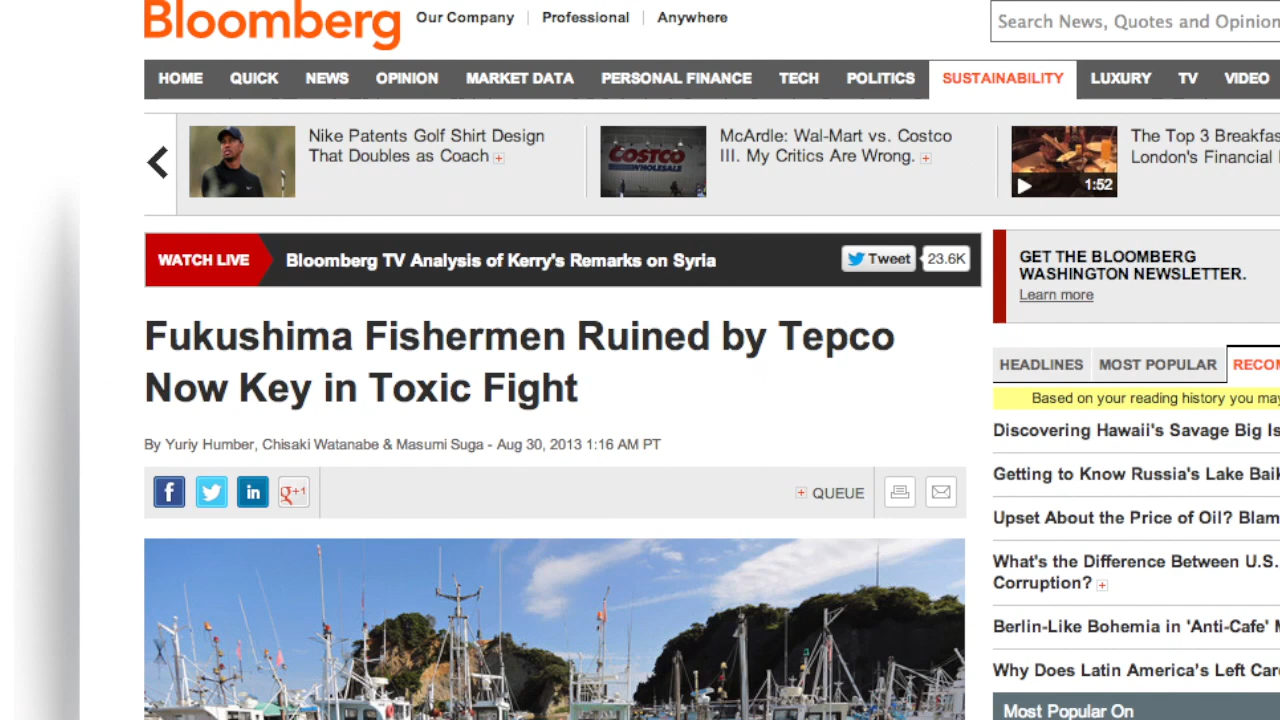 Bloomberg
Our Company
Professional
Anywhere
Search News, Quotes and Opinion
HOME QUICK NEWS OPINION MARKET DATA PERSONAL FINANCE TECH POLITICS SUSTAINABILITY LUXURY TV VIDEO
Nike Patents Golf Shirt Design
That Doubles as Coach
COSTCO
WHOLESALE
McArdle: Wal-Mart vs. Costco
III. My Critics Are Wrong.
1:52
The Top 3 Breakfas
London's Financial
WATCH LIVE
Bloomberg TV Analysis of Kerry's Remarks on Syria
Tweet
23.6K
GET THE BLOOMBERG
WASHINGTON NEWSLETTER.
Learn more
Fukushima Fishermen Ruined by Tepco
Now Key in Toxic Fight
By Yuriy Humber, Chisaki Watanabe & Masumi Suga - Aug 30, 2013 1:16 AM PT
f
in
g+1
QUEUE
HEADLINES MOST POPULAR RECOM
Based on your reading history you may
Discovering Hawaii's Savage Big Is
Getting to Know Russia's Lake Baik
Upset About the Price of Oil? Blam
What's the Difference Between U.S.
Corruption?
Berlin-Like Bohemia in 'Anti-Cafe' M
Why Does Latin America's Left Care
Most Popular On